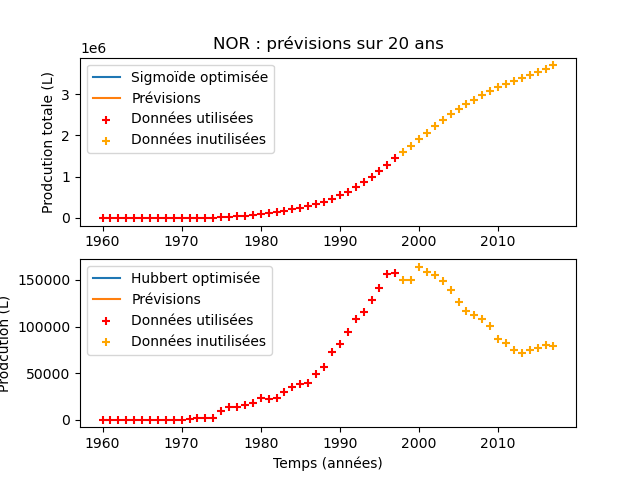 NOR : prévisions sur 20 ans
1e6
Prodcution totale (L)
3
2
1
0
Sigmoïde optimisée
Prévisions
Données utilisées
Données inutilisées
1960 1970 1980 1990 2000 2010
Prodcution (L)
150000
100000
50000
0
Hubbert optimisée
Prévisions
Données utilisées
Données inutilisées
1960 1970 1980 1990 2000 2010
Temps (années)